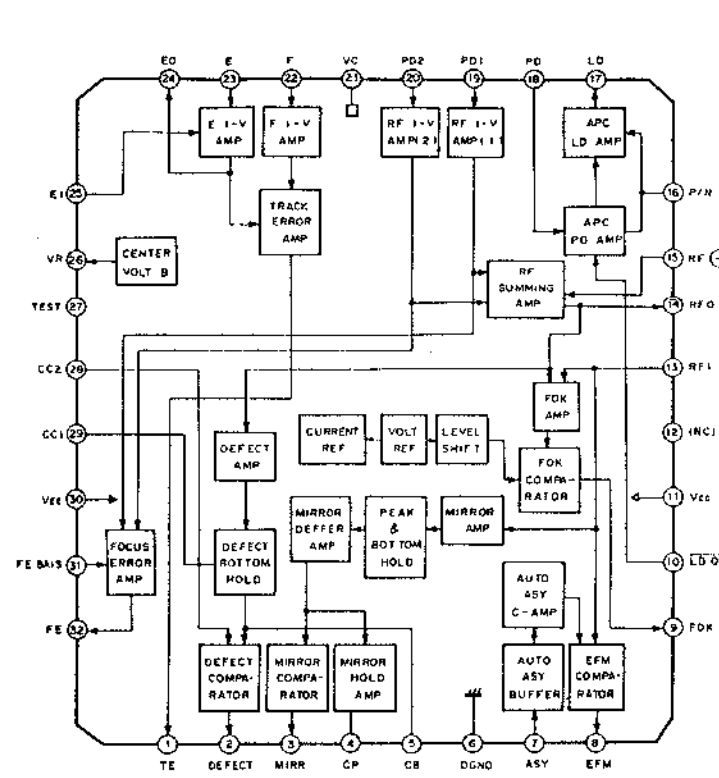 EO E F VC PD2 PD1 PD LD
24 23 22 21 20 19 18 17
E I-V AMP
F I-V AMP
RF I-V AMP(2)
RF I-V AMP(1)
APC LD AMP
EI 25
16 P/N
TRACK ERROR AMP
APC PD AMP
VR 26
CENTER VOLT B
15 RF (-
RF SUMMING AMP
TEST 27
14 RFO
CC2 28
13 RFI
FOK AMP
CC1 29
12 (NC)
DEFECT AMP
CURRENT REF
VOLT REF
LEVEL SHIFT
FOK COMPA-RATOR
VEE 30
11 Vcc
MIRROR DEFFER AMP
PEAK & BOTTOM HOLD
MIRROR AMP
FE BAIS 31
FOCUS ERROR AMP
DEFECT BOTTOM HOLD
10 LD O
AUTO ASY C-AMP
FE 32
9 FOK
DEFECT COMPA-RATOR
MIRROR COMPA-RATOR
MIRROR HOLD AMP
AUTO ASY BUFFER
EFM COMPA-RATOR
1 2 3 4 5 6 7 8
TE DEFECT MIRR CP CB DGND ASY EFM